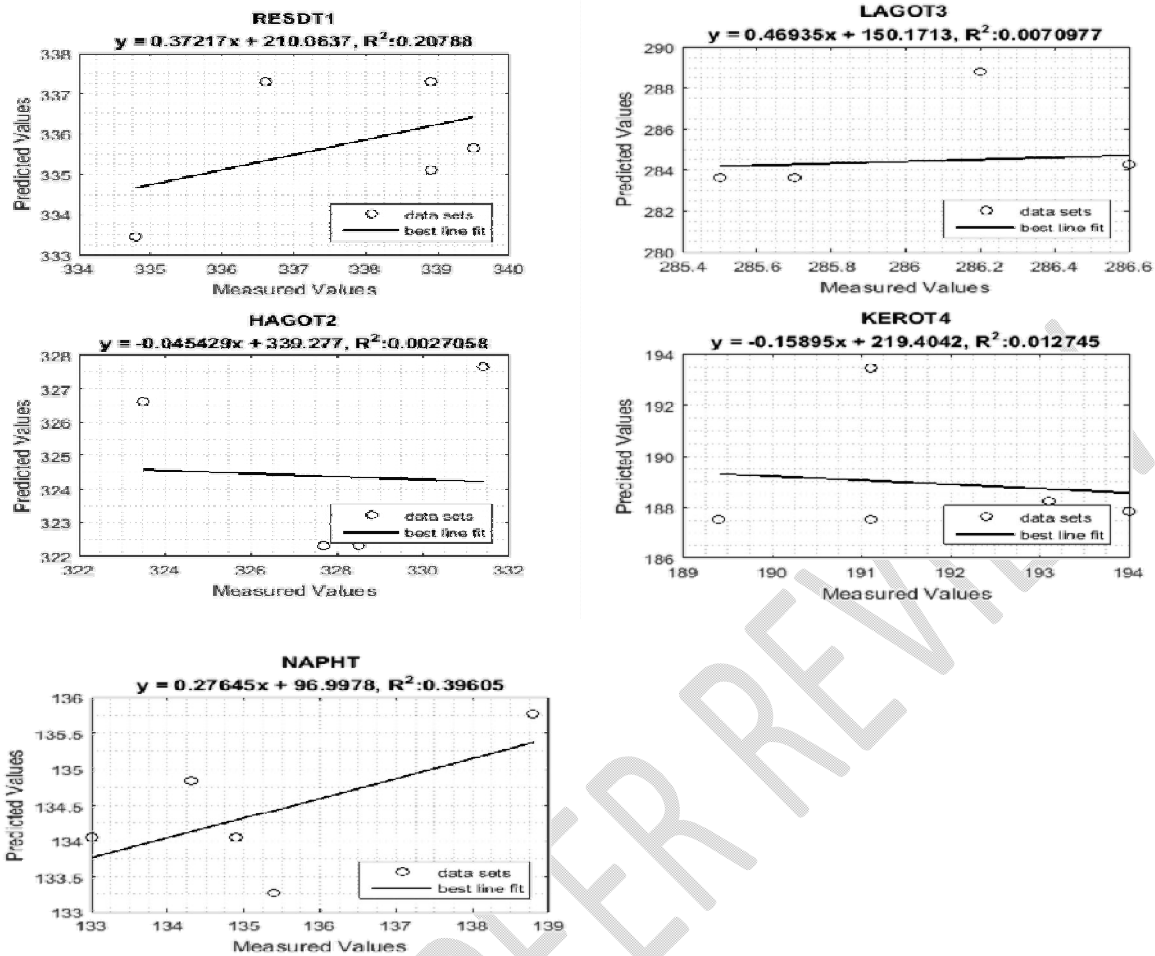 RESDT1
y = 0.37217x + 210.0637, R²:0.20788
338
337
336
335
334
333
334 335 336 337 338 339 340
Predicted Values
Measured Values
data sets
best line fit
LAGOT3
y = 0.46935x + 150.1713, R²:0.0070977
290
288
286
284
282
280
285.4 285.6 285.8 286 286.2 286.4 286.6
Predicted Values
Measured Values
data sets
best line fit
HAGOT2
y = -0.045429x + 339.277, R²:0.0027058
328
327
326
325
324
323
322
322 324 326 328 330 332
Predicted Values
Measured Values
data sets
best line fit
KEROT4
y = -0.15895x + 219.4042, R²:0.012745
194
192
190
188
186
189 190 191 192 193 194
Predicted Values
Measured Values
data sets
best line fit
NAPHT
y = 0.27645x + 96.9978, R²:0.39605
136
135.5
135
134.5
134
133.5
133
133 134 135 136 137 138 139
Predicted Values
Measured Values
data sets
best line fit
ER REVIEW